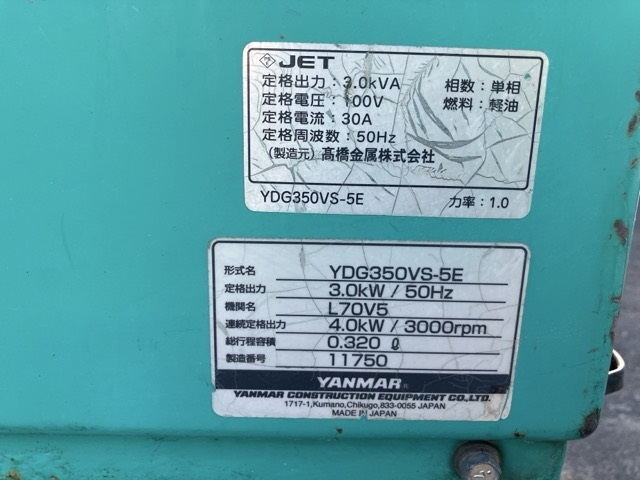 JET
定格出力：3.0kVA 相数：単相
定格電圧：100V 燃料：軽油
定格電流：30A
定格周波数：50Hz
（製造元）髙橋金属株式会社
YDG350VS-5E 力率：1.0
形式名 YDG350VS-5E
定格出力 3.0kW / 50Hz
機関名 L70V5
連続定格出力 4.0kW / 3000rpm
総行程容積 0.320 ℓ
製造番号 11750
YANMAR
YANMAR CONSTRUCTION EQUIPMENT CO.,LTD.
1717-1,Kumano,Chikugo,833-0055 JAPAN
MADE IN JAPAN